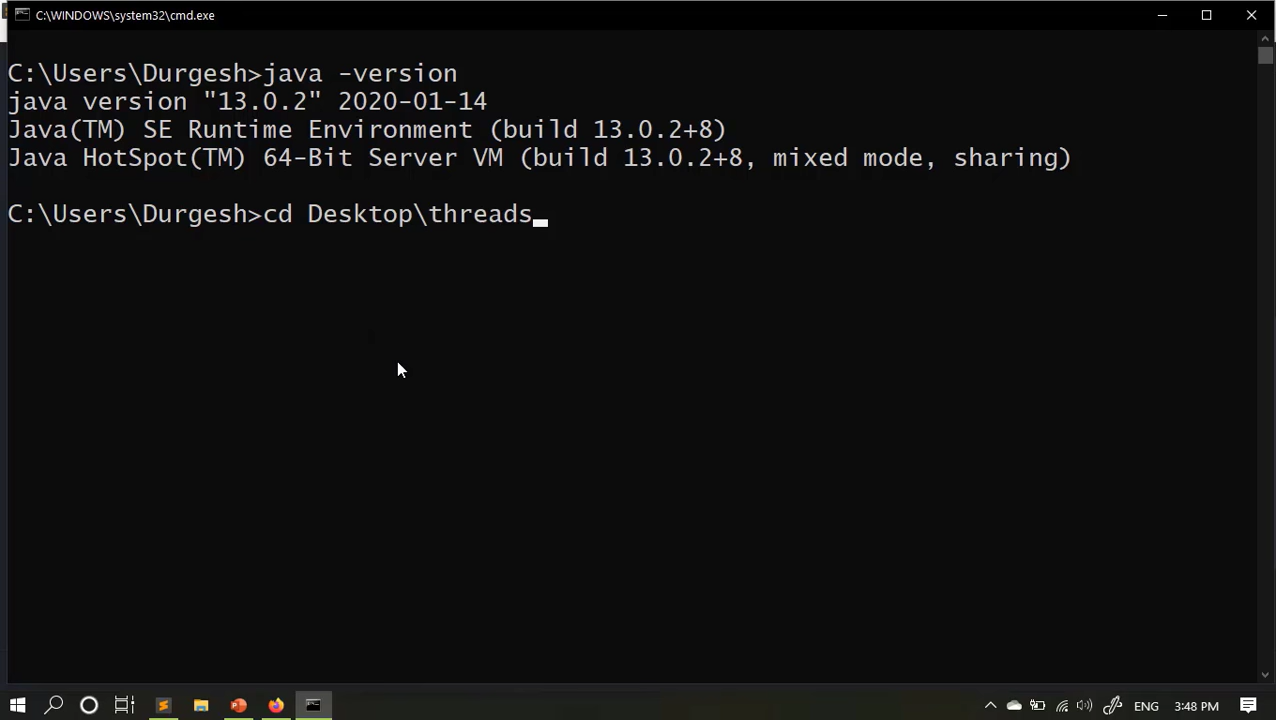 C:\WINDOWS\system32\cmd.exe
C:\Users\Durgesh>java -version
java version "13.0.2" 2020-01-14
Java(TM) SE Runtime Environment (build 13.0.2+8)
Java HotSpot(TM) 64-Bit Server VM (build 13.0.2+8, mixed mode, sharing)
C:\Users\Durgesh>cd Desktop\threads
ENG 3:48 PM